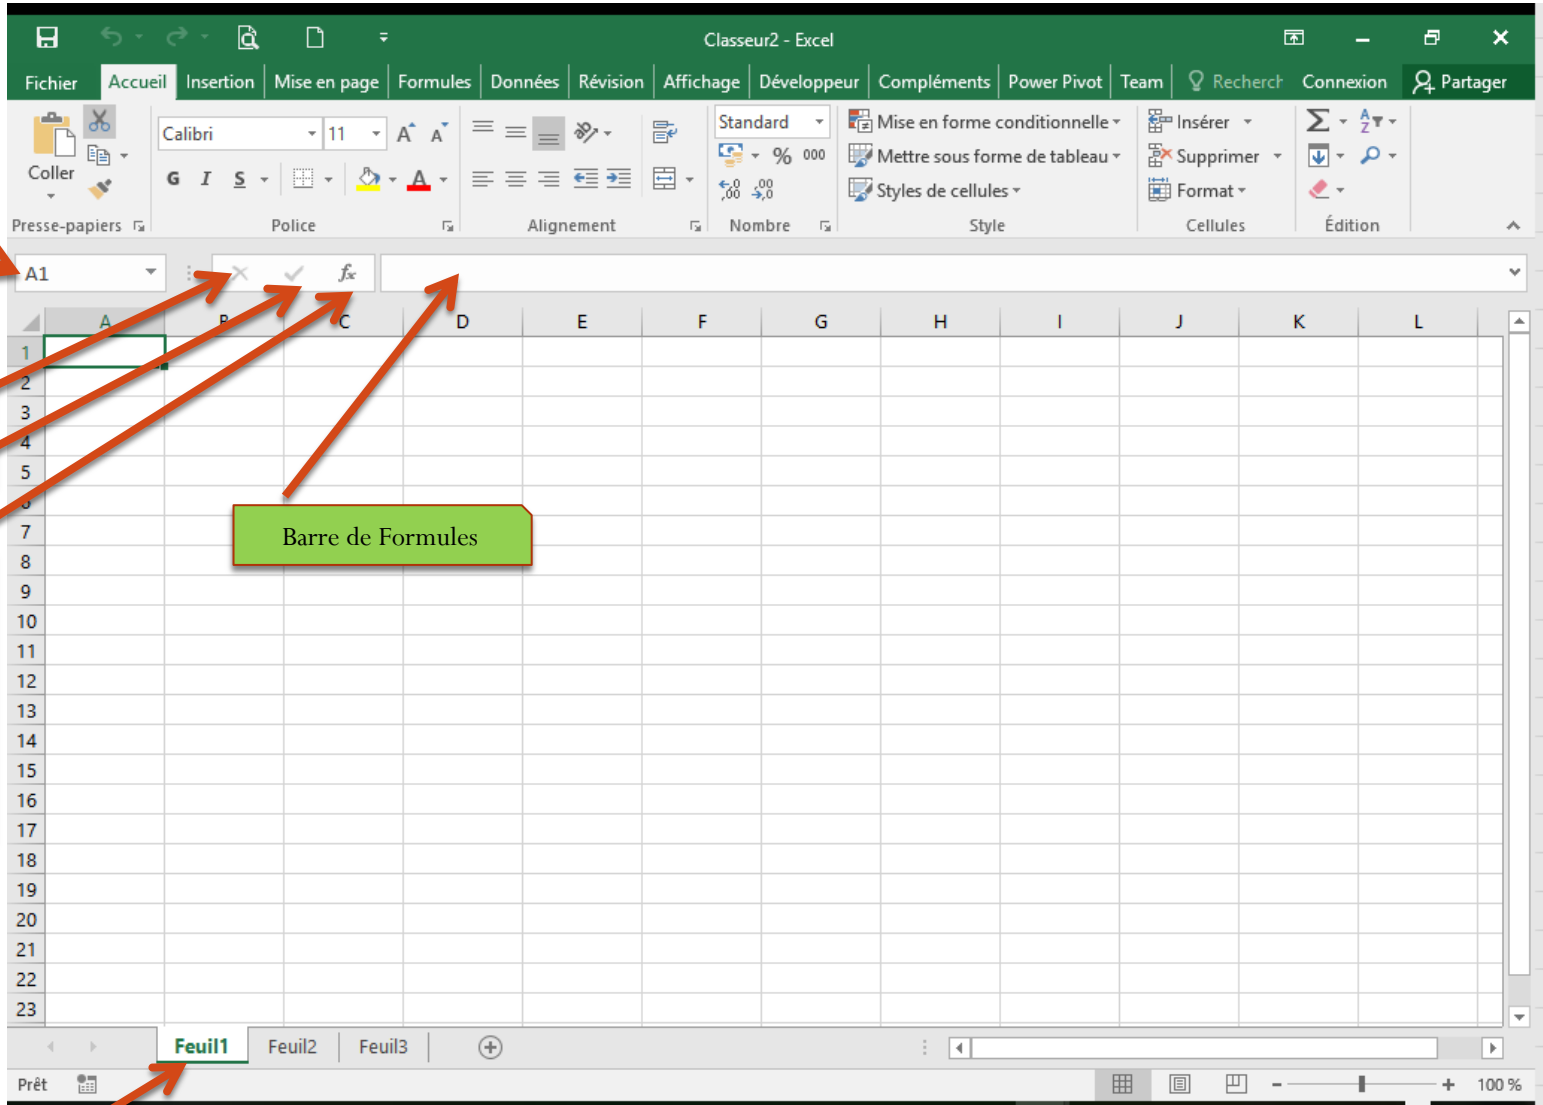 Classeur2 - Excel
Fichier Accueil Insertion Mise en page Formules Données Révision Affichage Développeur Compléments Power Pivot Team Recherch Connexion Partager
Calibri 11 Standard Mise en forme conditionnelle Insérer
% 000 Mettre sous forme de tableau Supprimer
Coller G I S A Styles de cellules Format
Presse-papiers Police Alignement Nombre Style Cellules Édition
A1 fx
A B C D E F G H I J K L
1
2
3
4
5
6
7
Barre de Formules
8
9
10
11
12
13
14
15
16
17
18
19
20
21
22
23
Feuil1 Feuil2 Feuil3
Prêt 100 %